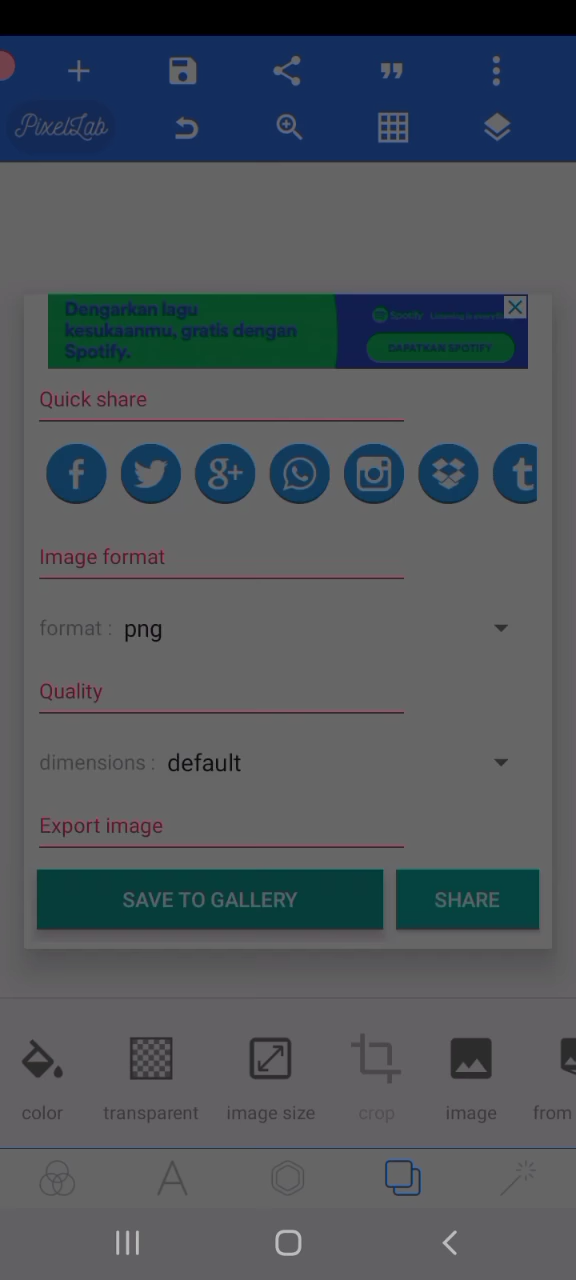 PixelLab
Dengarkan lagu
kesukaanmu, gratis dengan
Spotify.
Spotify
DAPATKAN SPOTIFY
Quick share
Image format
format : png
Quality
dimensions : default
Export image
SAVE TO GALLERY
SHARE
color
transparent
image size
crop
image
from